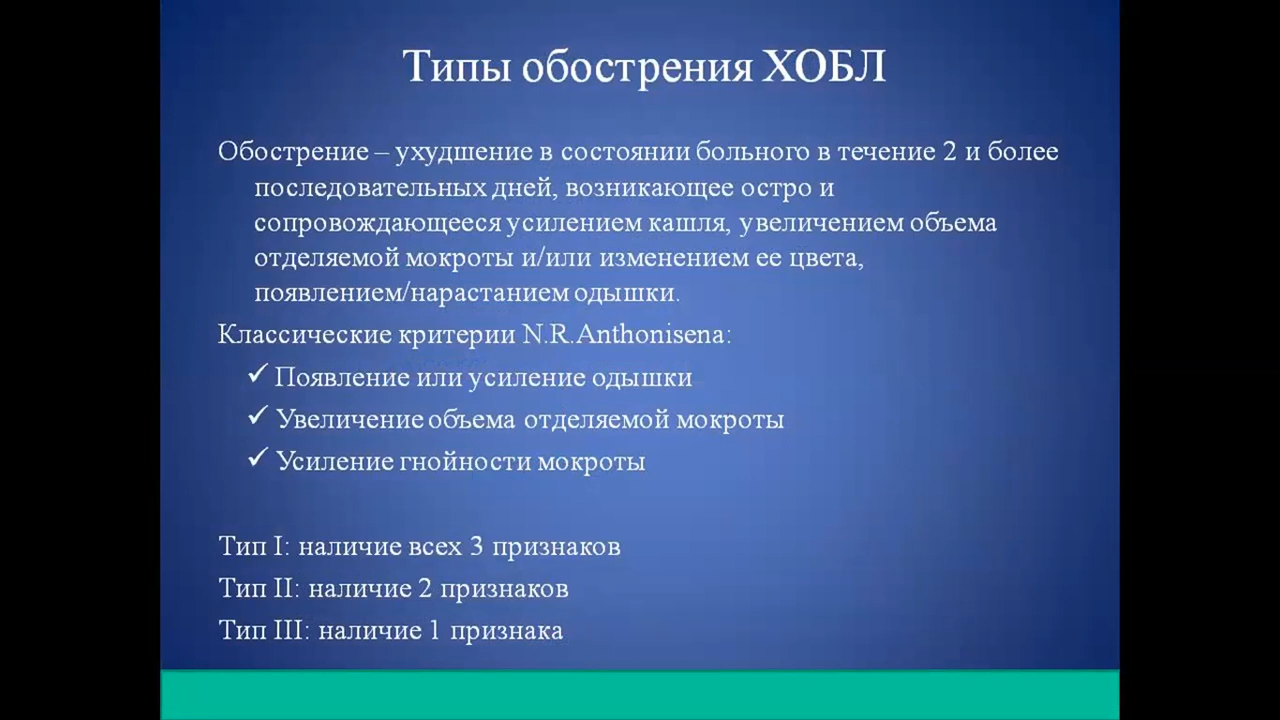 Типы обострения ХОБЛ
Обострение – ухудшение в состоянии больного в течение 2 и более
последовательных дней, возникающее остро и
сопровождающееся усилением кашля, увеличением объема
отделяемой мокроты и/или изменением ее цвета,
появлением/нарастанием одышки.
Классические критерии N.R.Anthonisena:
✓ Появление или усиление одышки
✓ Увеличение объема отделяемой мокроты
✓ Усиление гнойности мокроты
Тип I: наличие всех 3 признаков
Тип II: наличие 2 признаков
Тип III: наличие 1 признака